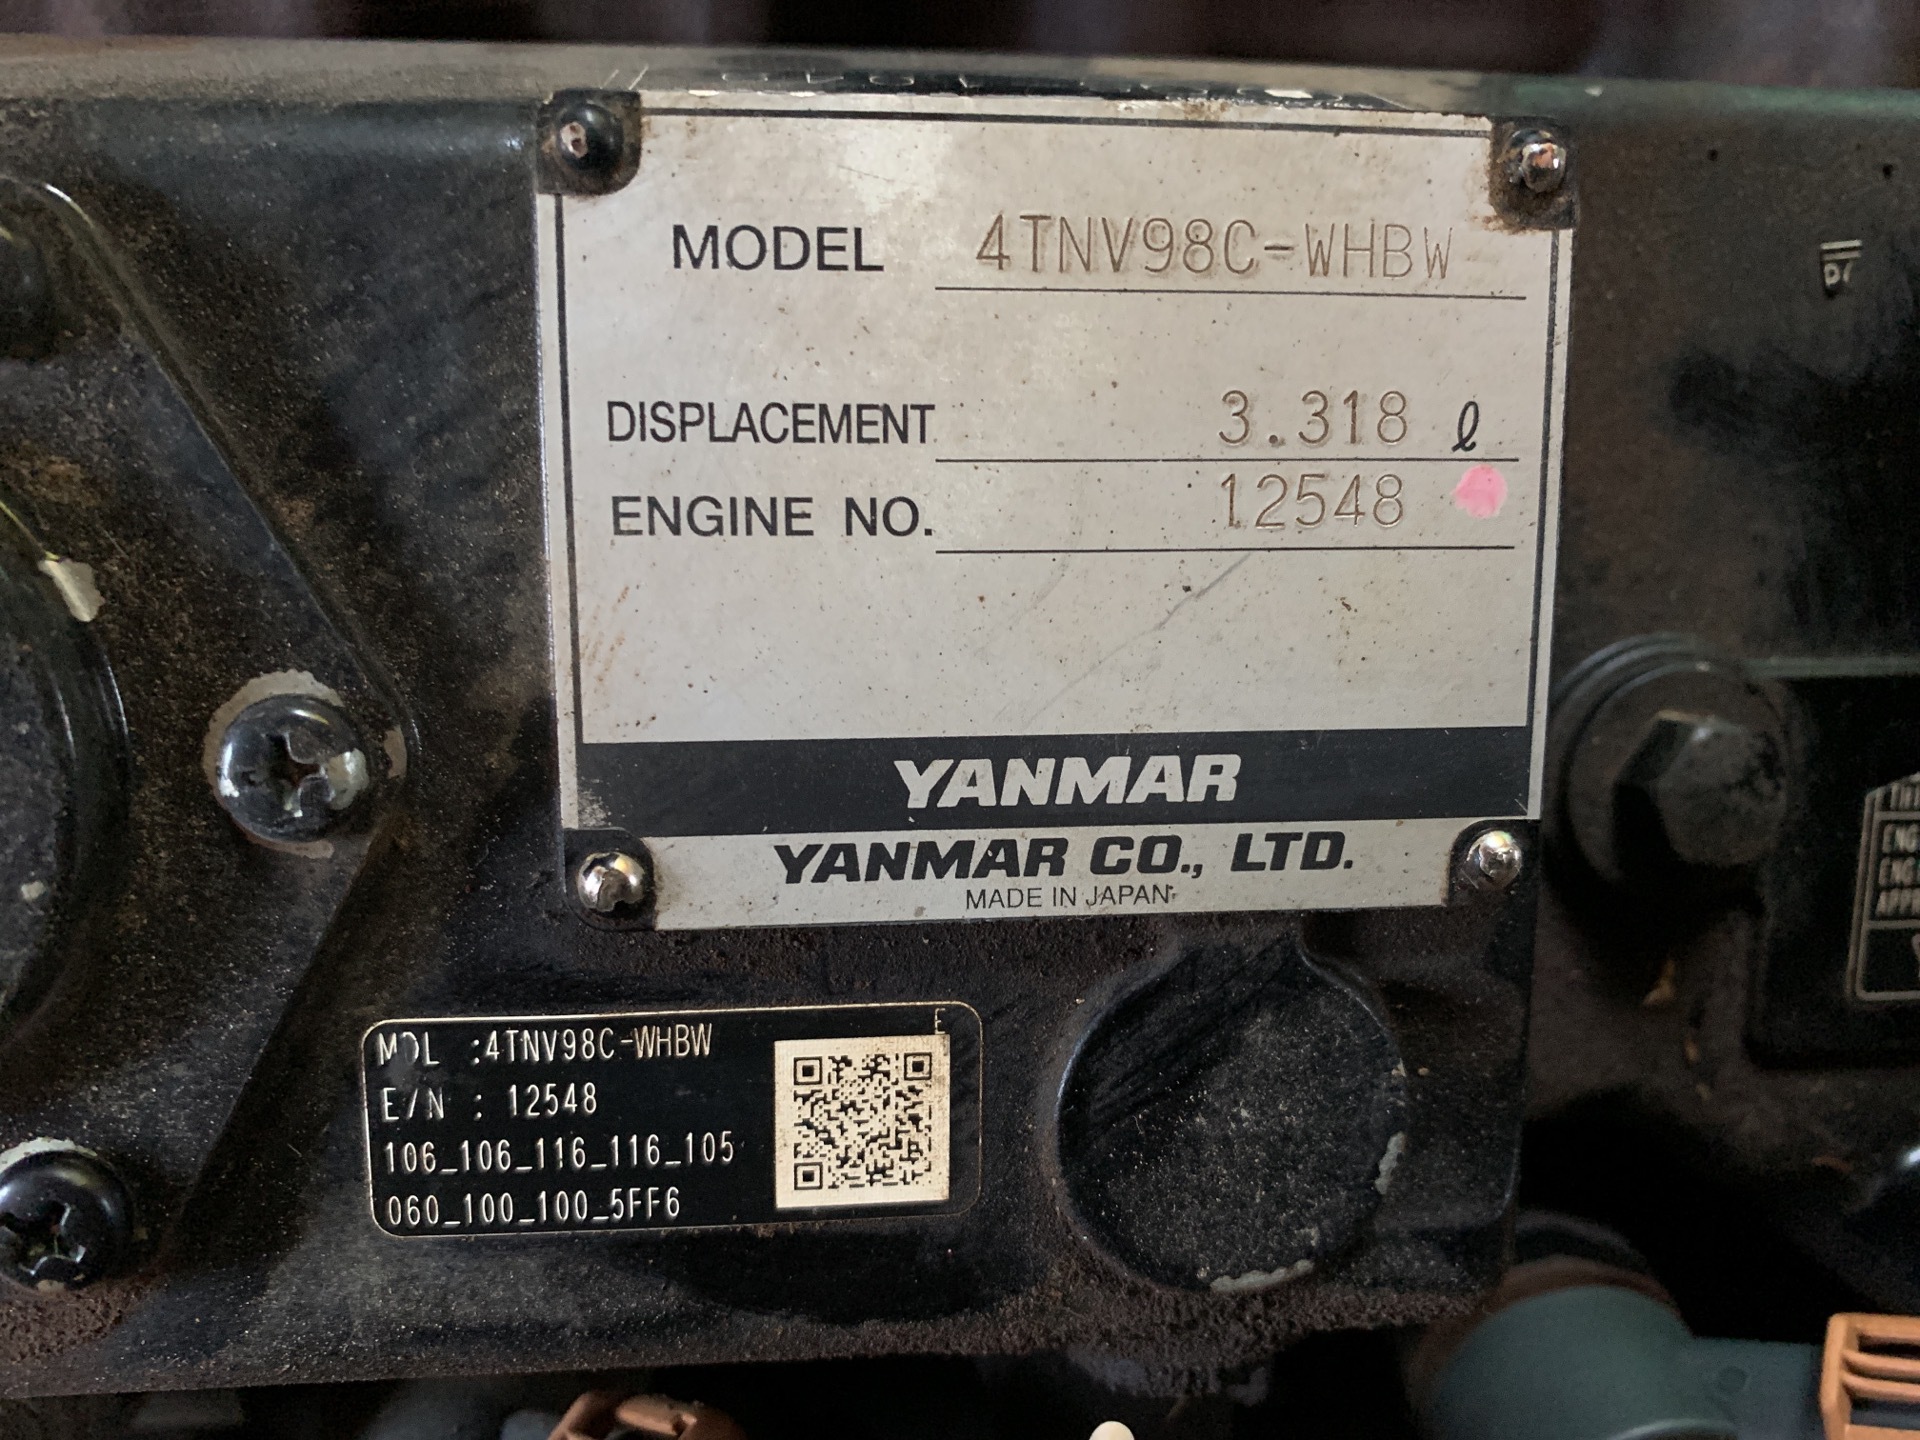 MODEL 4TNV98C-WHBW
DISPLACEMENT 3.318 ℓ
ENGINE NO. 12548
YANMAR
YANMAR CO., LTD.
MADE IN JAPAN
E
MOL :4TNV98C-WHBW
E/N : 12548
106_106_116_116_105
060_100_100_5FF6